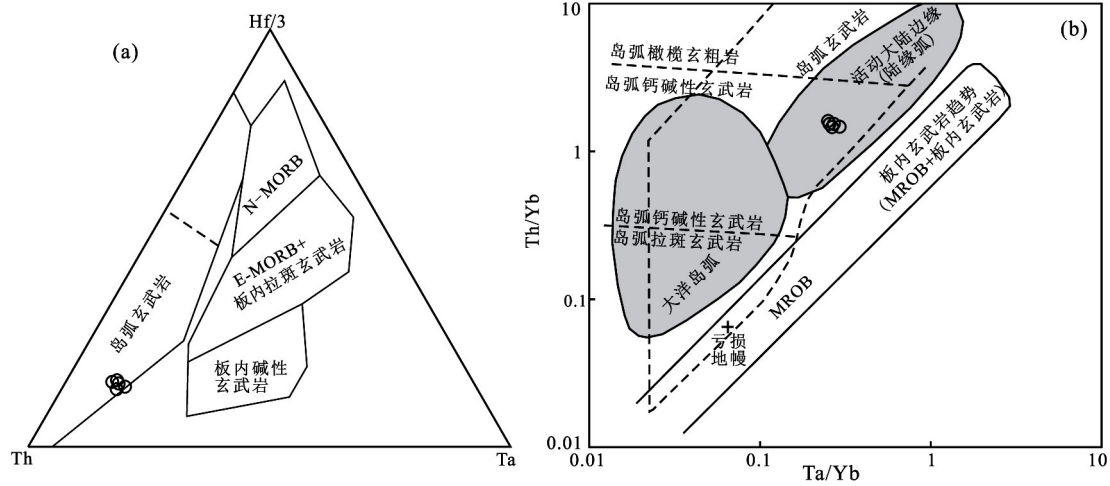 (a)
Hf/3
N-MORB
E-MORB+
板内拉斑玄武岩
岛弧玄武岩
板内碱性
玄武岩
Th
Ta
(b)
10
1
0.1
0.01
Th/Yb
岛弧橄榄玄粗岩
岛弧钙碱性玄武岩
岛弧玄武岩
活动大陆边缘
(陆缘弧)
板内玄武岩趋势
(MROB+板内玄武岩)
岛弧钙碱性玄武岩
岛弧拉斑玄武岩
大洋岛弧
MROB
亏损
地幔
0.01
0.1
1
10
Ta/Yb